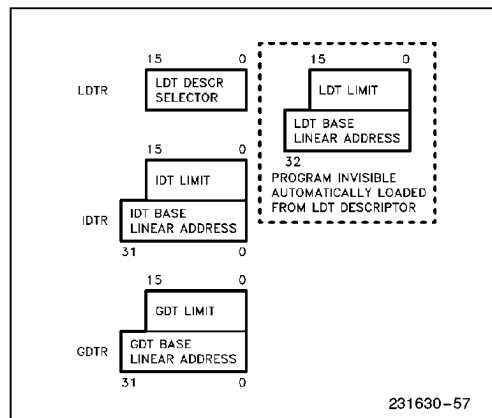 15 0
LDTR
LDT DESCR
SELECTOR
15 0
LDT LIMIT
LDT BASE
LINEAR ADDRESS
32
PROGRAM INVISIBLE
AUTOMATICALLY LOADED
FROM LDT DESCRIPTOR
15 0
IDT LIMIT
IDTR
IDT BASE
LINEAR ADDRESS
31 0
15 0
GDT LIMIT
GDTR
GDT BASE
LINEAR ADDRESS
31 0
231630-57